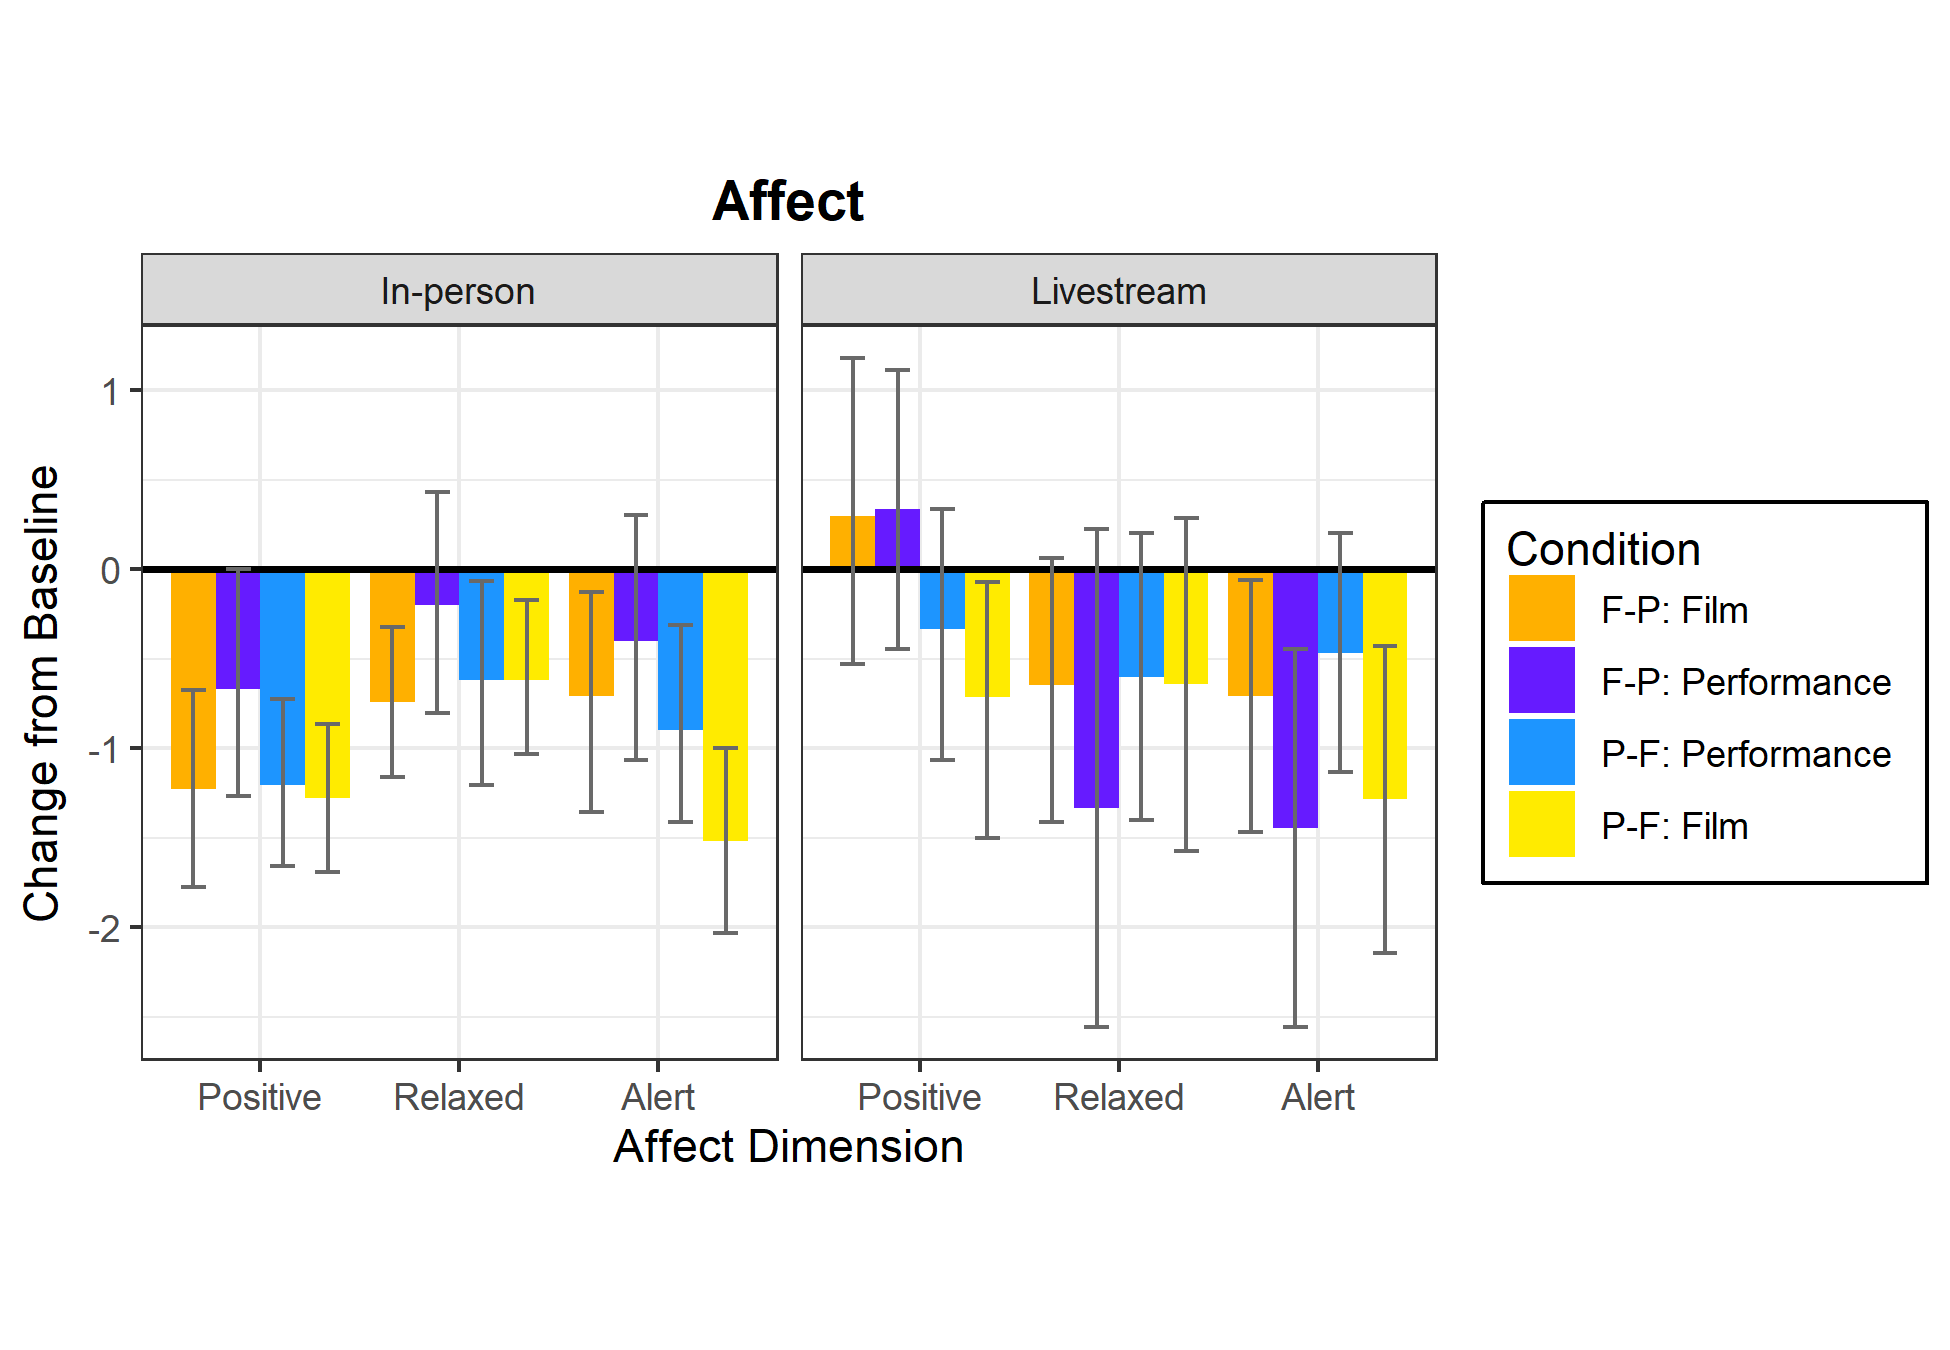 Affect
In-person
Livestream
Change from Baseline
1
0
-1
-2
Positive
Relaxed
Alert
Positive
Relaxed
Alert
Affect Dimension
Condition
F-P: Film
F-P: Performance
P-F: Performance
P-F: Film